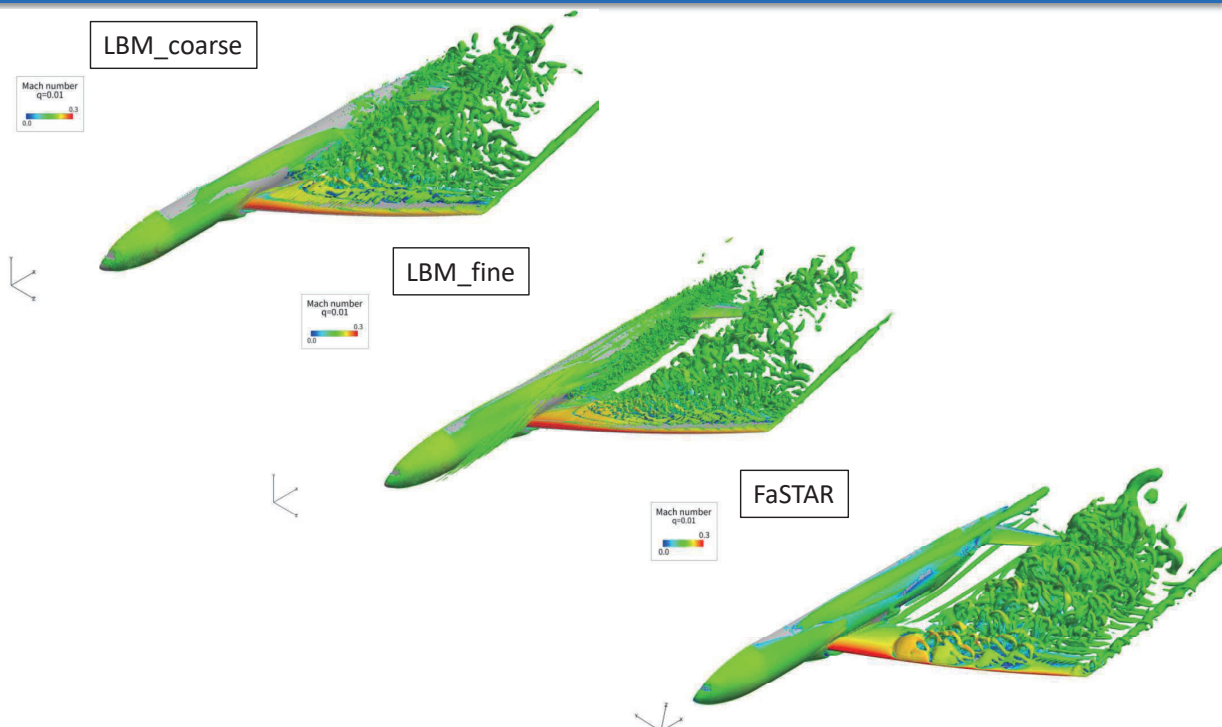 LBM_coarse
Mach number
q=0.01
0.3
0.0
LBM_fine
Mach number
q=0.01
0.3
0.0
FaSTAR
Mach number
q=0.01
0.3
0.0